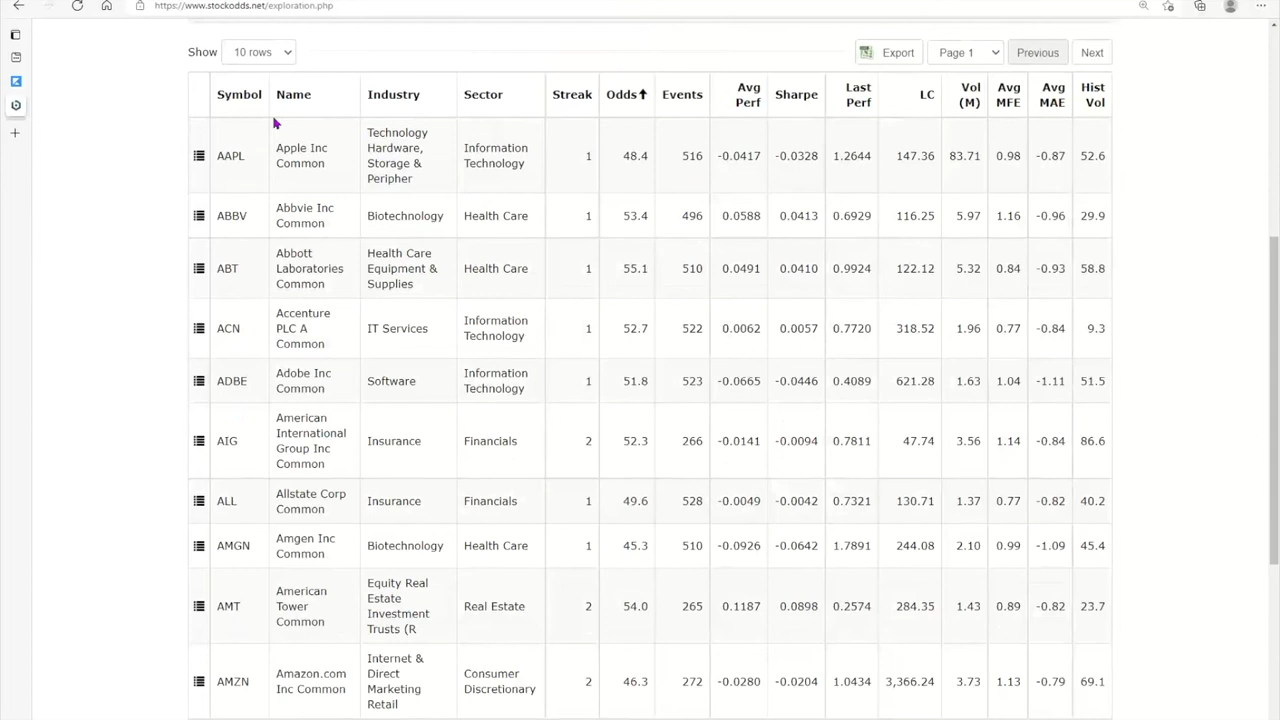 https://www.stockodds.net/exploration.php
Show 10 rows Export Page 1 Previous Next
Symbol Name Industry Sector Streak Odds Events Avg Perf Sharpe Last Perf LC Vol (M) Avg MFE Avg MAE Hist Vol
AAPL Apple Inc Common Technology Hardware, Storage & Peripher Information Technology 1 48.4 516 -0.0417 -0.0328 1.2644 147.36 83.71 0.98 -0.87 52.6
ABBV Abbvie Inc Common Biotechnology Health Care 1 53.4 496 0.0588 0.0413 0.6929 116.25 5.97 1.16 -0.96 29.9
ABT Abbott Laboratories Common Health Care Equipment & Supplies Health Care 1 55.1 510 0.0491 0.0410 0.9924 122.12 5.32 0.84 -0.93 58.8
ACN Accenture PLC A Common IT Services Information Technology 1 52.7 522 0.0062 0.0057 0.7720 318.52 1.96 0.77 -0.84 9.3
ADBE Adobe Inc Common Software Information Technology 1 51.8 523 -0.0665 -0.0446 0.4089 621.28 1.63 1.04 -1.11 51.5
AIG American International Group Inc Common Insurance Financials 2 52.3 266 -0.0141 -0.0094 0.7811 47.74 3.56 1.14 -0.84 86.6
ALL Allstate Corp Common Insurance Financials 1 49.6 528 -0.0049 -0.0042 0.7321 130.71 1.37 0.77 -0.82 40.2
AMGN Amgen Inc Common Biotechnology Health Care 1 45.3 510 -0.0926 -0.0642 1.7891 244.08 2.10 0.99 -1.09 45.4
AMT American Tower Common Equity Real Estate Investment Trusts (R Real Estate 2 54.0 265 0.1187 0.0898 0.2574 284.35 1.43 0.89 -0.82 23.7
AMZN Amazon.com Inc Common Internet & Direct Marketing Retail Consumer Discretionary 2 46.3 272 -0.0280 -0.0204 1.0434 3,366.24 3.73 1.13 -0.79 69.1